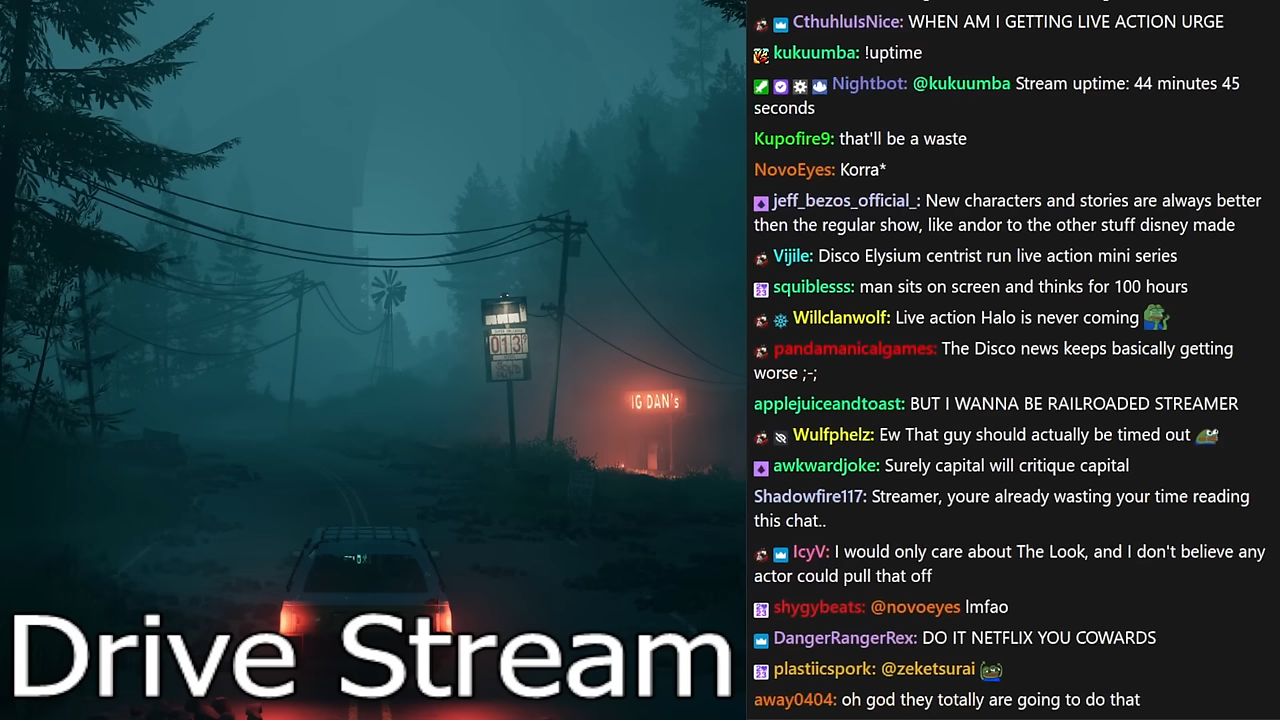 013
IG DAN's
Drive Stream
CthuhluIsNice: WHEN AM I GETTING LIVE ACTION URGE
kukuumba: !uptime
Nightbot: @kukuumba Stream uptime: 44 minutes 45
seconds
Kupofire9: that'll be a waste
NovoEyes: Korra*
jeff_bezos_official_: New characters and stories are always better
then the regular show, like andor to the other stuff disney made
Vijile: Disco Elysium centrist run live action mini series
squiblesss: man sits on screen and thinks for 100 hours
Willclanwolf: Live action Halo is never coming
pandamanicalgames: The Disco news keeps basically getting
worse ;-;
applejuiceandtoast: BUT I WANNA BE RAILROADED STREAMER
Wulfphelz: Ew That guy should actually be timed out
awkwardjoke: Surely capital will critique capital
Shadowfire117: Streamer, youre already wasting your time reading
this chat..
IcyV: I would only care about The Look, and I don't believe any
actor could pull that off
shygybeats: @novoeyes lmfao
DangerRangerRex: DO IT NETFLIX YOU COWARDS
plastiicspork: @zeketsurai
away0404: oh god they totally are going to do that